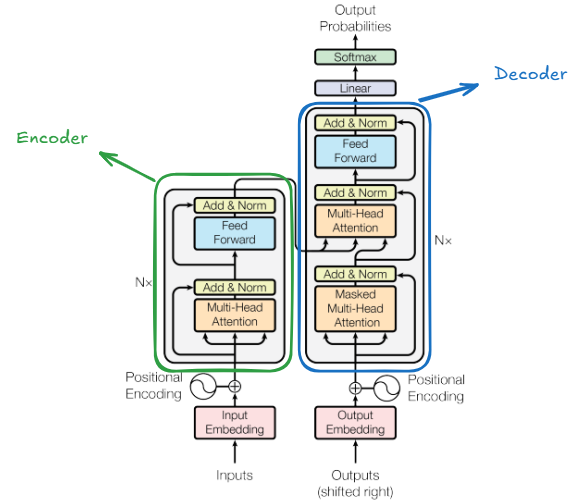 Output
Probabilities
Softmax
Linear
Decoder
Add & Norm
Feed
Forward
Add & Norm
Multi-Head
Attention
Add & Norm
Masked
Multi-Head
Attention
Nx
Encoder
Add & Norm
Feed
Forward
Add & Norm
Multi-Head
Attention
Nx
Positional
Encoding
Positional
Encoding
Input
Embedding
Output
Embedding
Inputs
Outputs
(shifted right)